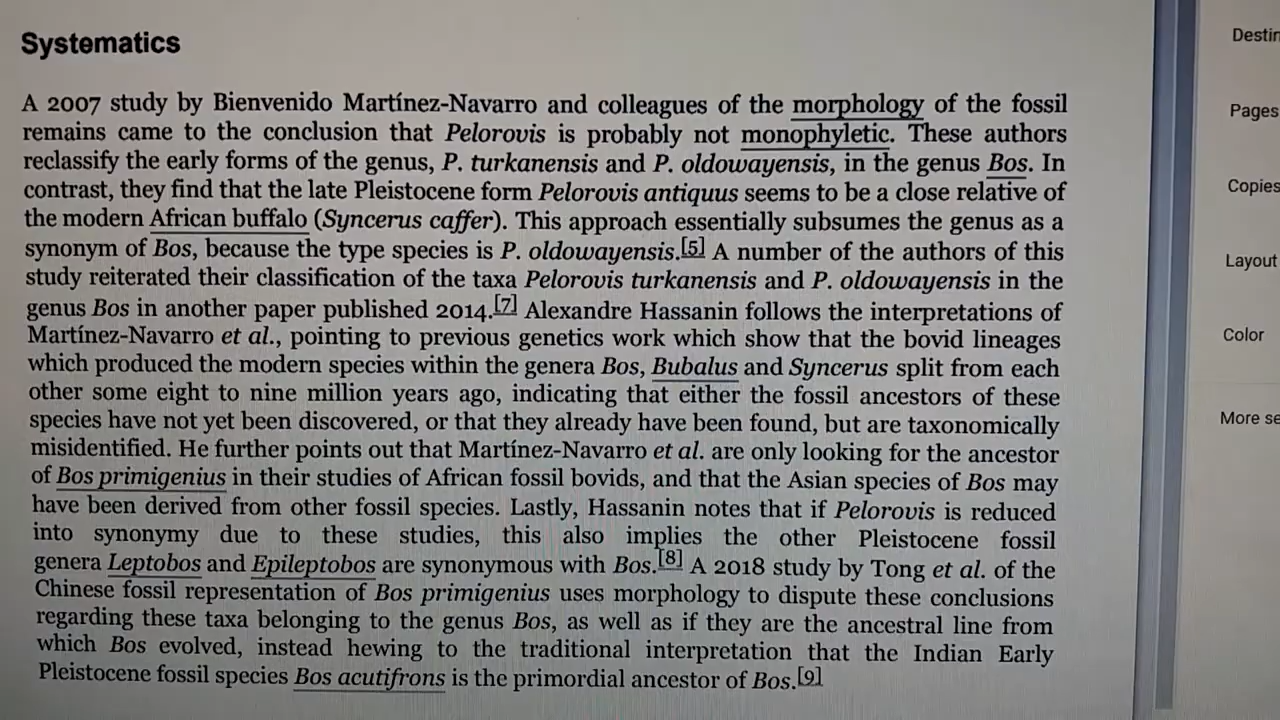 Systematics
A 2007 study by Bienvenido Martínez-Navarro and colleagues of the morphology of the fossil
remains came to the conclusion that Pelorovis is probably not monophyletic. These authors
reclassify the early forms of the genus, P. turkanensis and P. oldowayensis, in the genus Bos. In
contrast, they find that the late Pleistocene form Pelorovis antiquus seems to be a close relative of
the modern African buffalo (Syncerus caffer). This approach essentially subsumes the genus as a
synonym of Bos, because the type species is P. oldowayensis.[5] A number of the authors of this
study reiterated their classification of the taxa Pelorovis turkanensis and P. oldowayensis in the
genus Bos in another paper published 2014.[7] Alexandre Hassanin follows the interpretations of
Martínez-Navarro et al., pointing to previous genetics work which show that the bovid lineages
which produced the modern species within the genera Bos, Bubalus and Syncerus split from each
other some eight to nine million years ago, indicating that either the fossil ancestors of these
species have not yet been discovered, or that they already have been found, but are taxonomically
misidentified. He further points out that Martínez-Navarro et al. are only looking for the ancestor
of Bos primigenius in their studies of African fossil bovids, and that the Asian species of Bos may
have been derived from other fossil species. Lastly, Hassanin notes that if Pelorovis is reduced
into synonymy due to these studies, this also implies the other Pleistocene fossil
genera Leptobos and Epileptobos are synonymous with Bos.[8] A 2018 study by Tong et al. of the
Chinese fossil representation of Bos primigenius uses morphology to dispute these conclusions
regarding these taxa belonging to the genus Bos, as well as if they are the ancestral line from
which Bos evolved, instead hewing to the traditional interpretation that the Indian Early
Pleistocene fossil species Bos acutifrons is the primordial ancestor of Bos.[9]
Destin
Pages
Copies
Layout
Color
More se